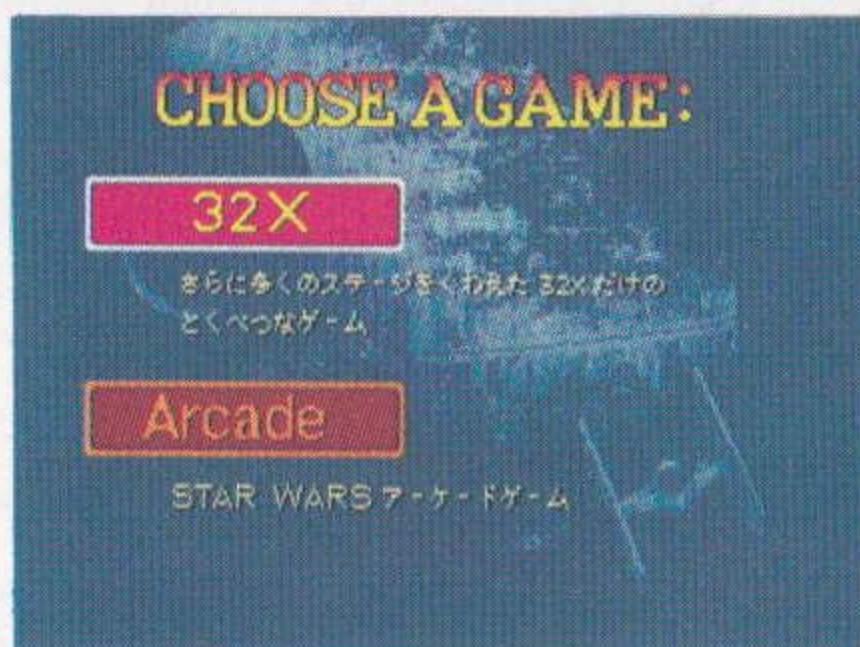 CHOOSE A GAME:
32X
さらに多くのステージをくわえた 32Xだけの
とくべつなゲーム
Arcade
STAR WARS アーケードゲーム